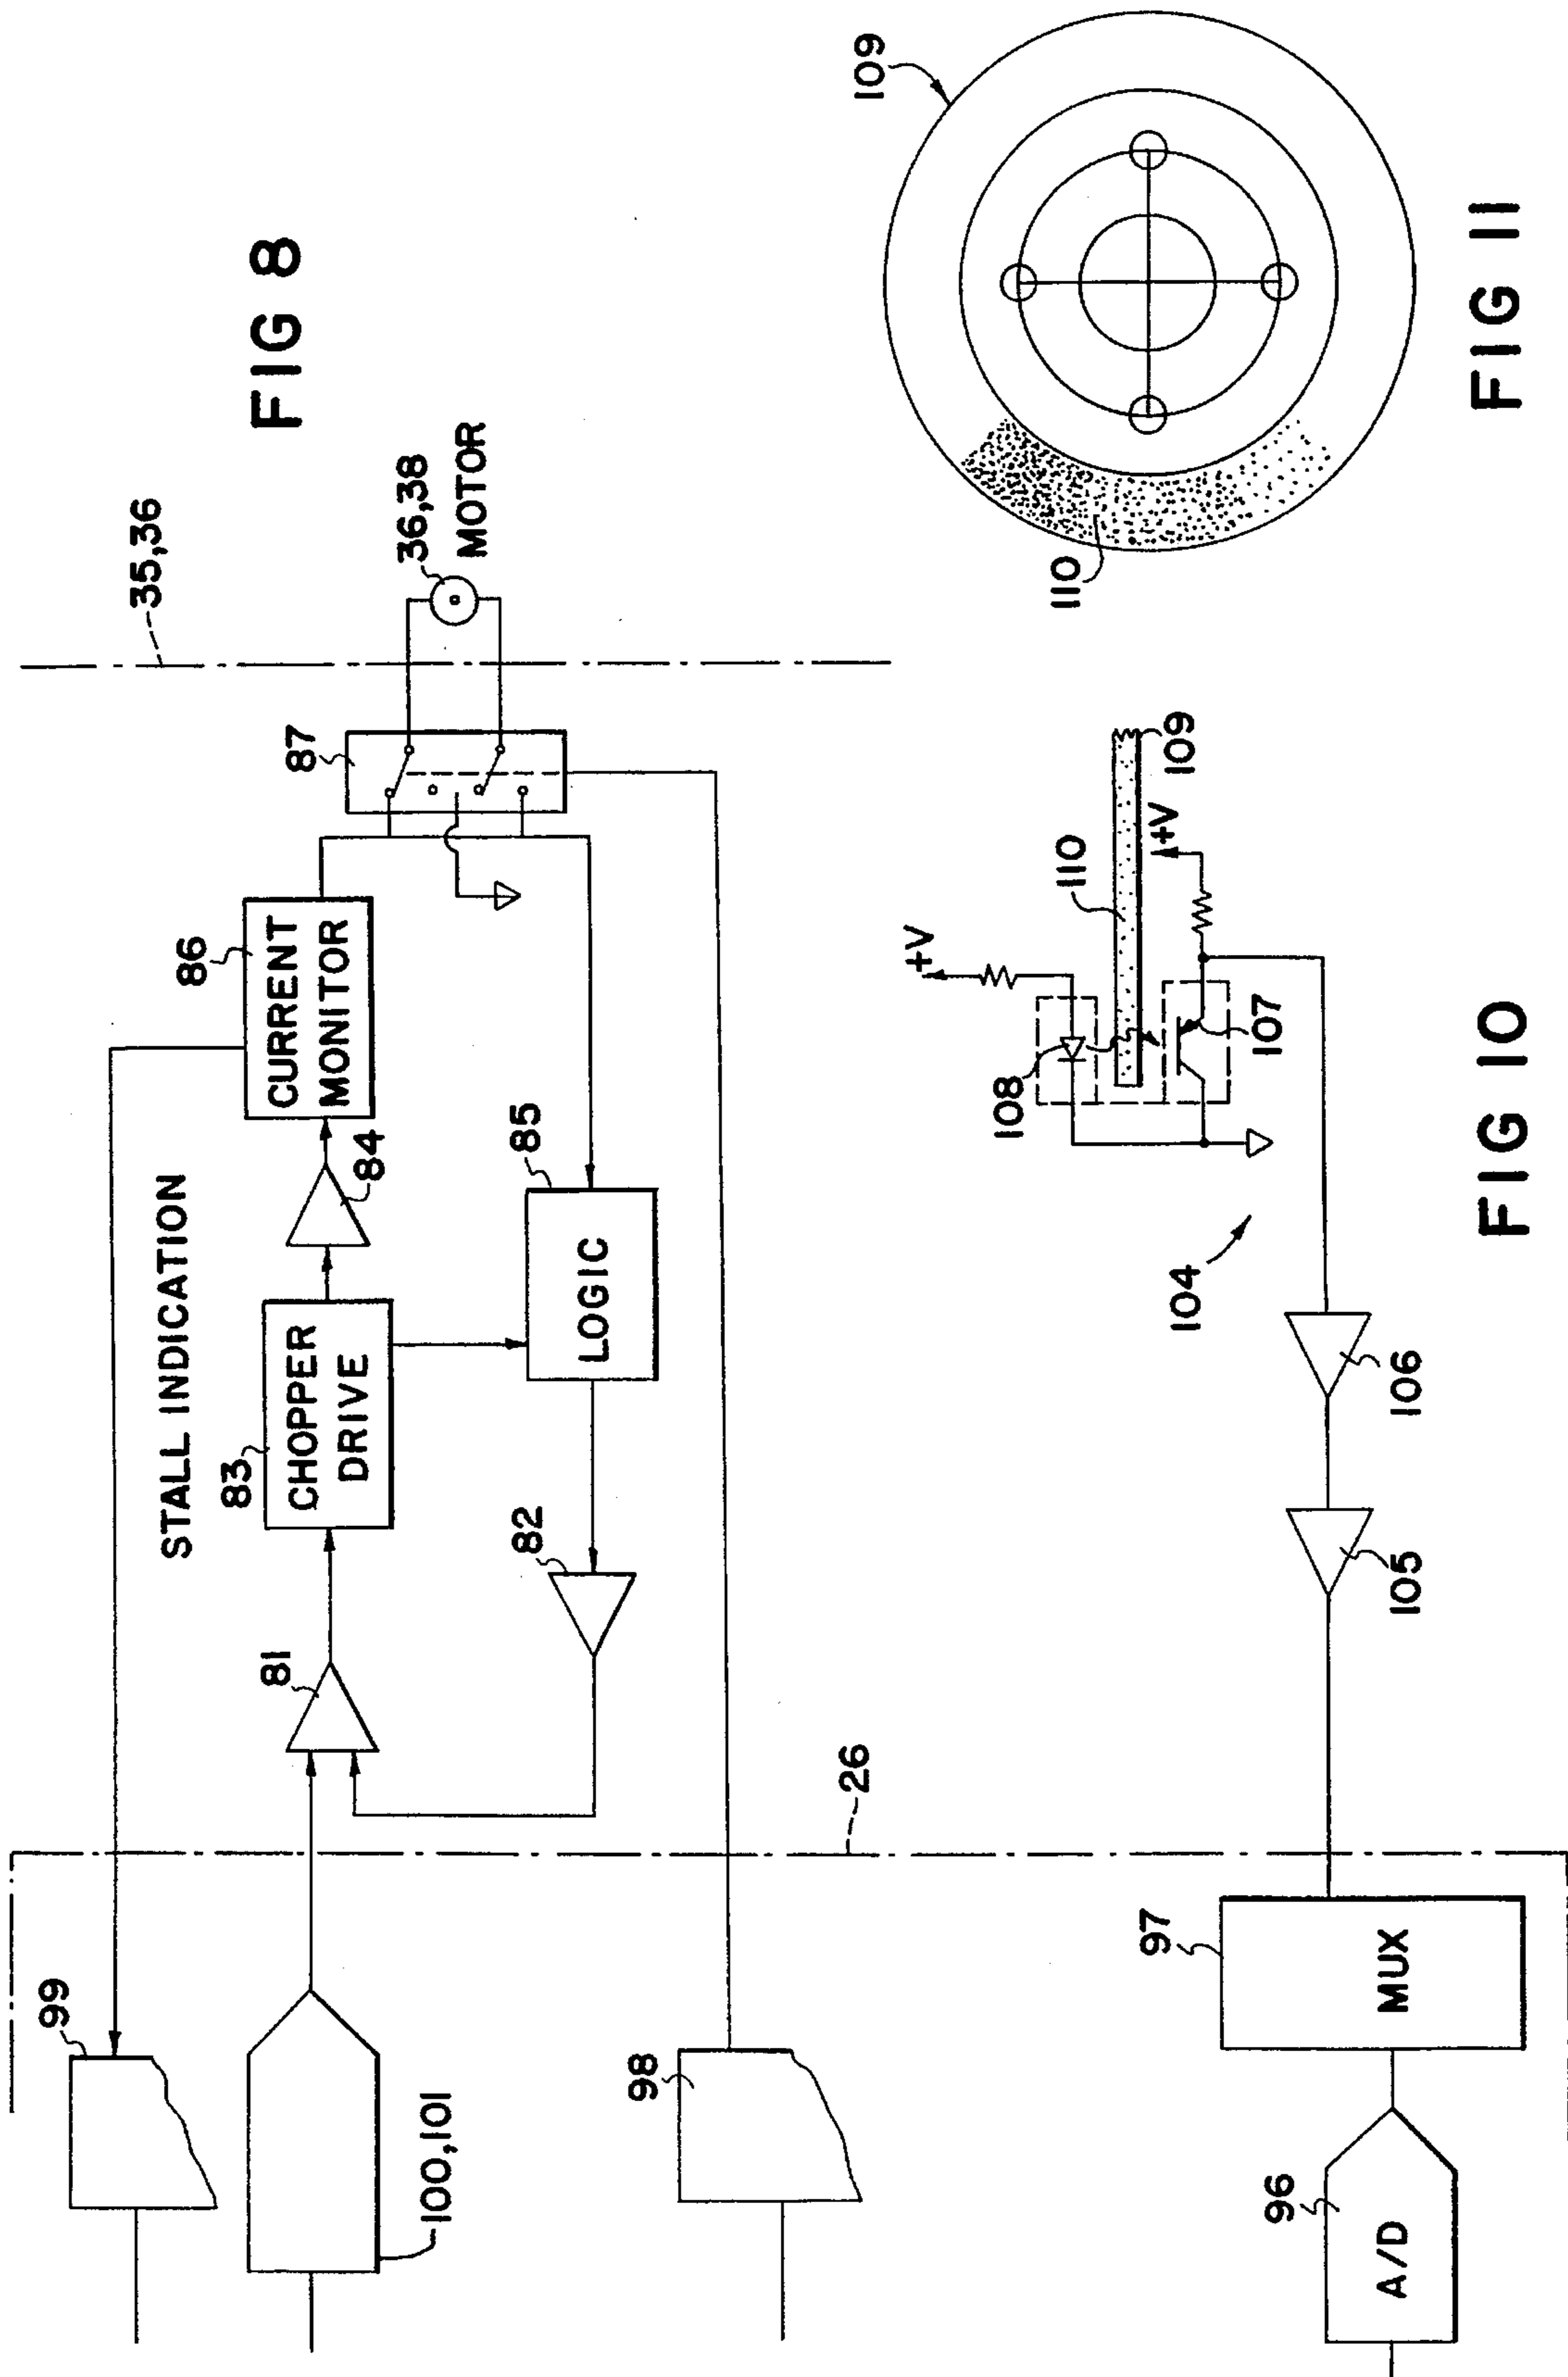 FIG 8
35,36
36,38
MOTOR
87
86
CURRENT
MONITOR
84
STALL INDICATION
83
CHOPPER
DRIVE
85
LOGIC
82
81
99
100,101
98
26
FIG 10
+V
+V
108
110
109
107
104
106
105
97
MUX
96
A/D
FIG 11
109
110